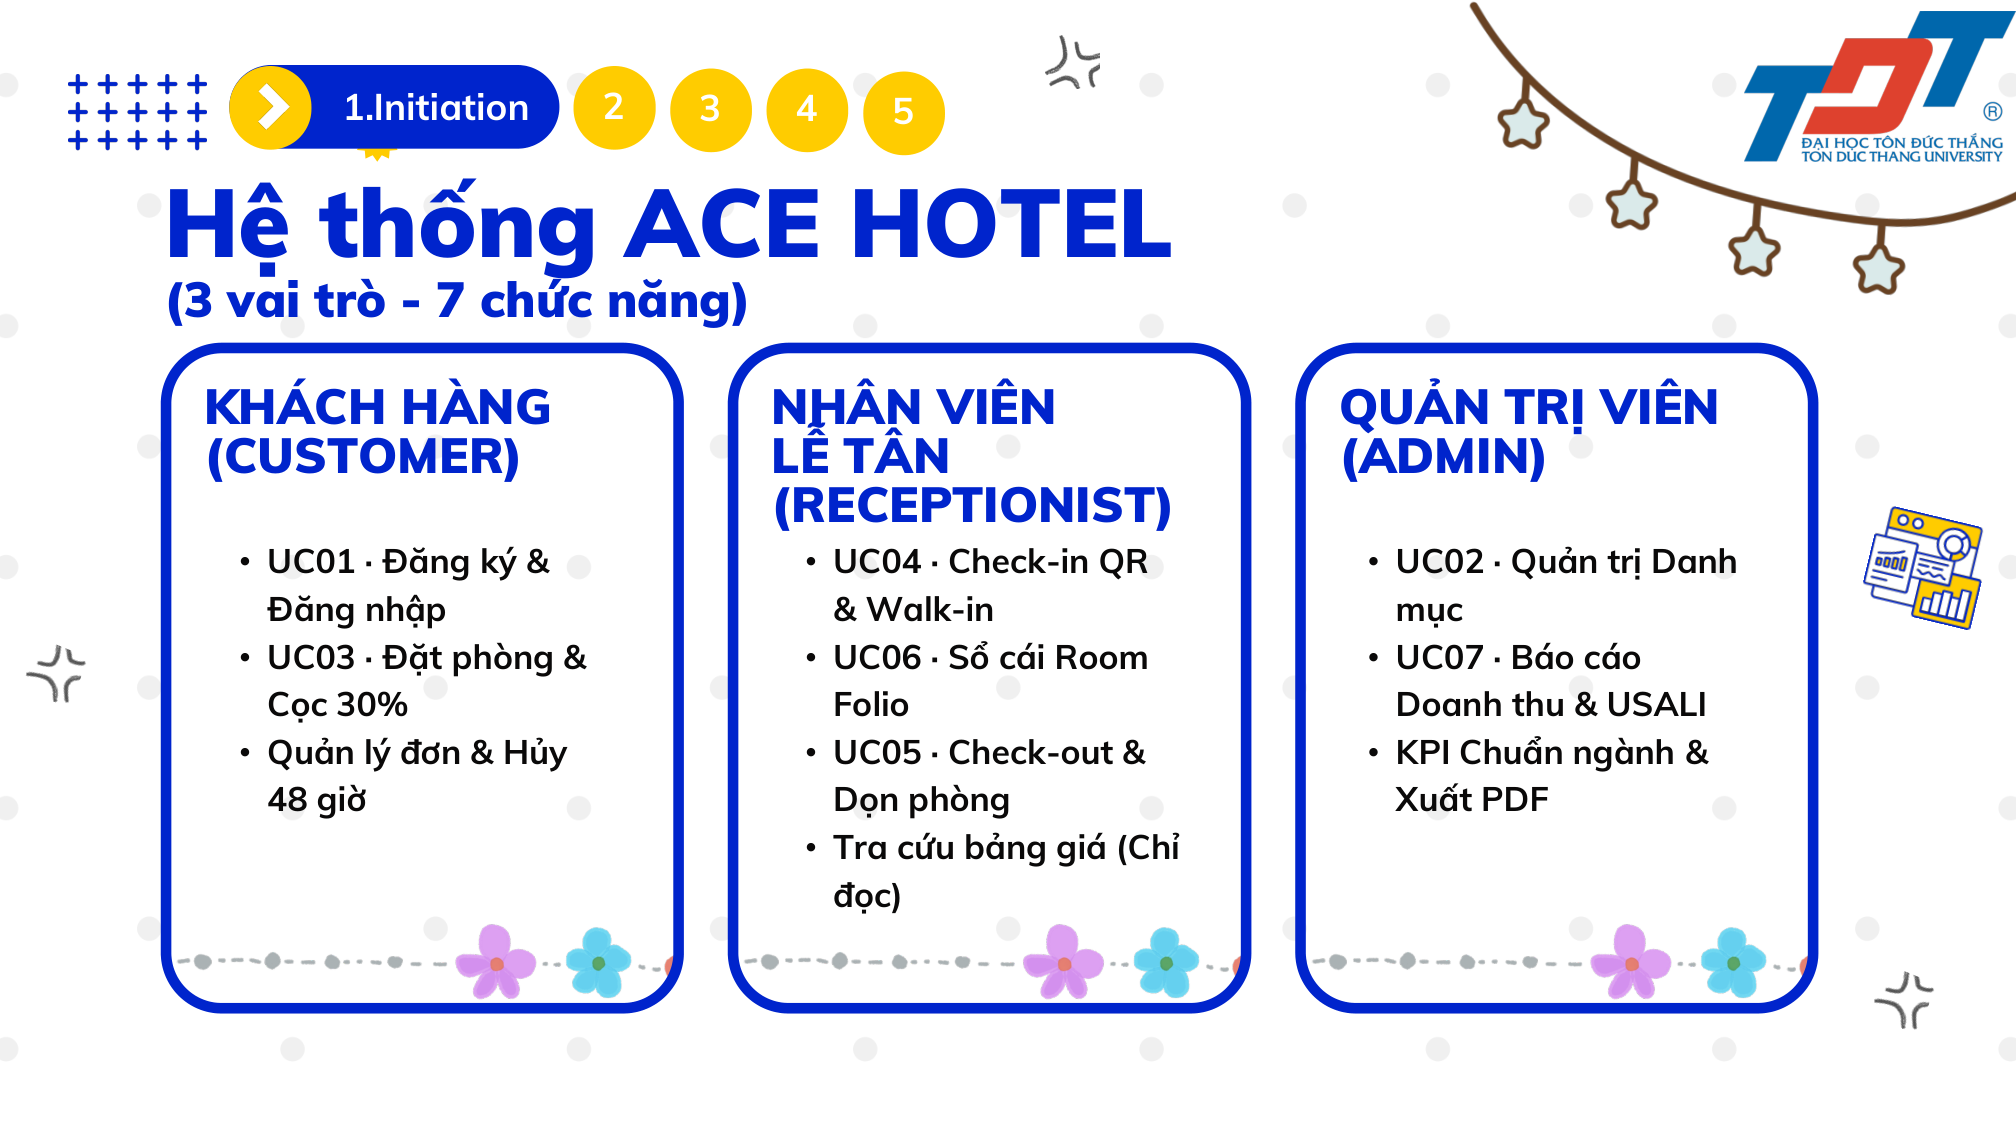 1.Initiation
2
3
4
5
TDT
®
ĐẠI HỌC TÔN ĐỨC THẮNG
TON DUC THANG UNIVERSITY
Hệ thống ACE HOTEL
(3 vai trò - 7 chức năng)
KHÁCH HÀNG
(CUSTOMER)
• UC01 · Đăng ký &
Đăng nhập
• UC03 · Đặt phòng &
Cọc 30%
• Quản lý đơn & Hủy
48 giờ
NHÂN VIÊN
LỄ TÂN
(RECEPTIONIST)
• UC04 · Check-in QR
& Walk-in
• UC06 · Sổ cái Room
Folio
• UC05 · Check-out &
Dọn phòng
• Tra cứu bảng giá (Chỉ
đọc)
QUẢN TRỊ VIÊN
(ADMIN)
• UC02 · Quản trị Danh
mục
• UC07 · Báo cáo
Doanh thu & USALI
• KPI Chuẩn ngành &
Xuất PDF